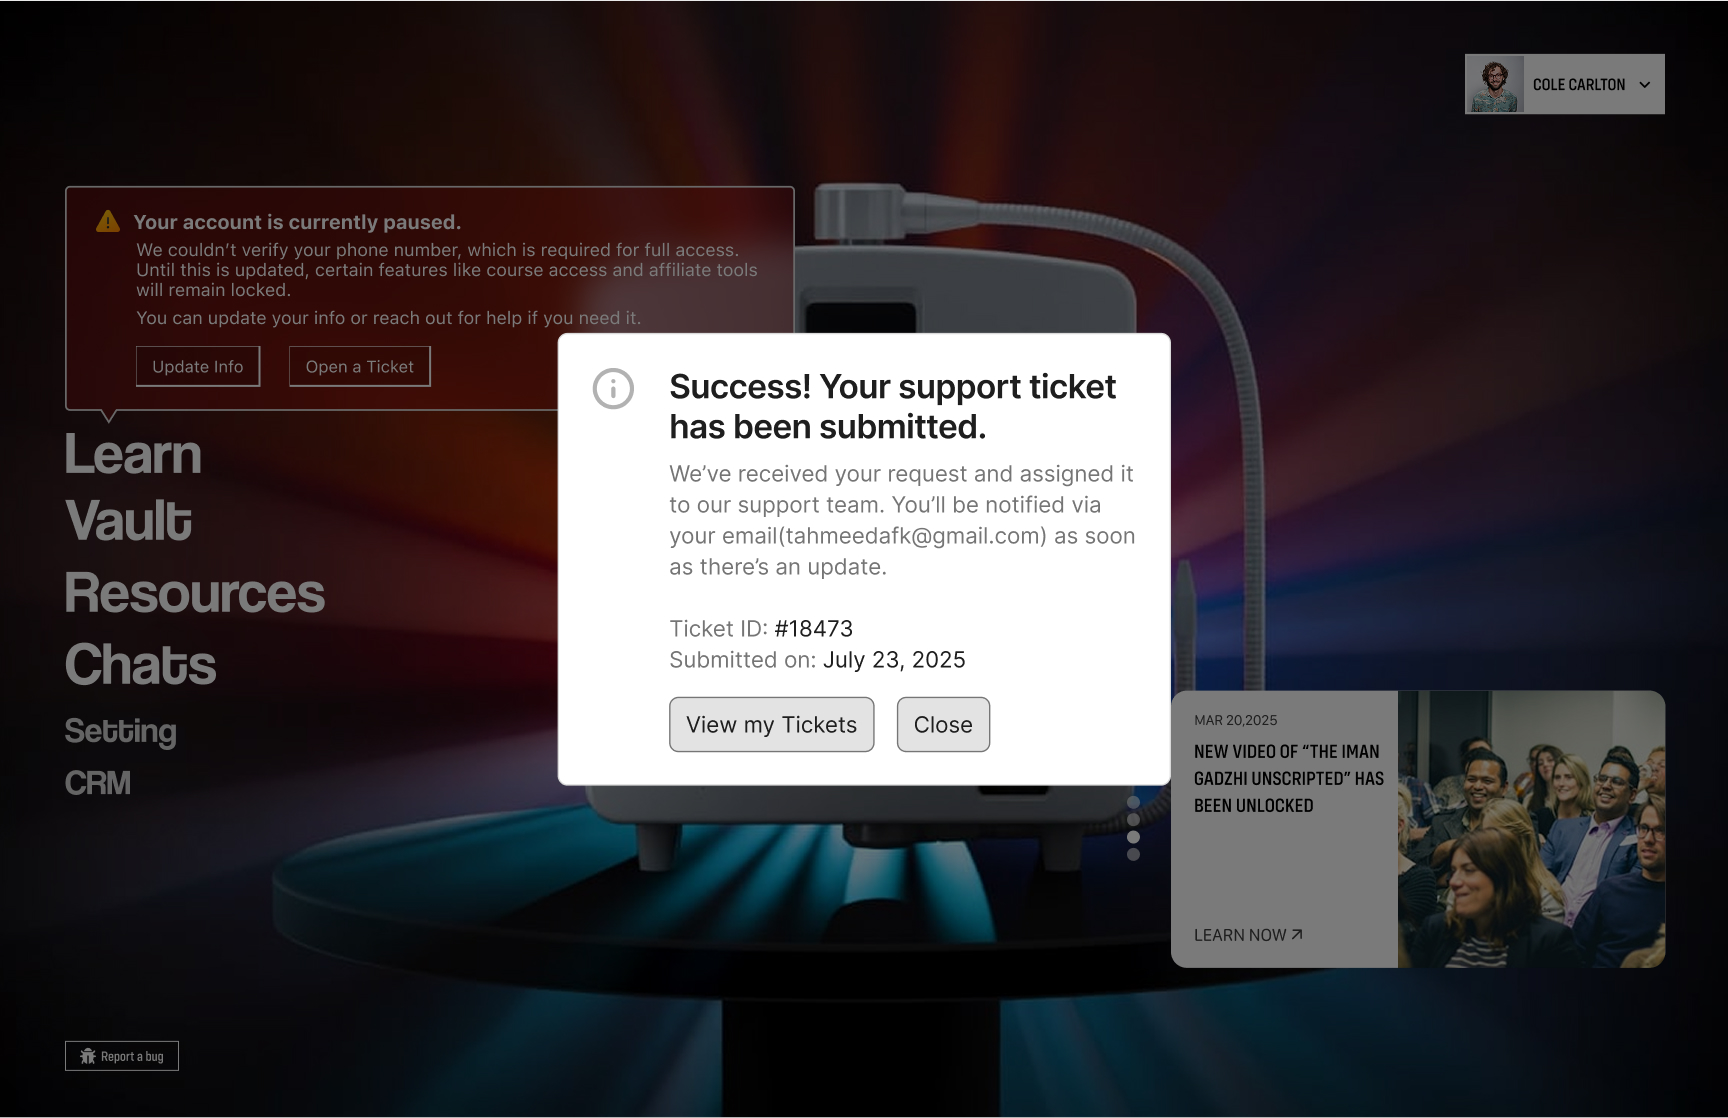 COLE CARLTON
Your account is currently paused.
We couldn’t verify your phone number, which is required for full access.
Until this is updated, certain features like course access and affiliate tools
will remain locked.
You can update your info or reach out for help if you need it.
Update Info
Open a Ticket
Learn
Vault
Resources
Chats
Setting
CRM
Success! Your support ticket
has been submitted.
We’ve received your request and assigned it
to our support team. You’ll be notified via
your email(tahmeedafk@gmail.com) as soon
as there’s an update.
Ticket ID: #18473
Submitted on: July 23, 2025
View my Tickets
Close
MAR 20,2025
NEW VIDEO OF “THE IMAN
GADZHI UNSCRIPTED” HAS
BEEN UNLOCKED
LEARN NOW
Report a bug